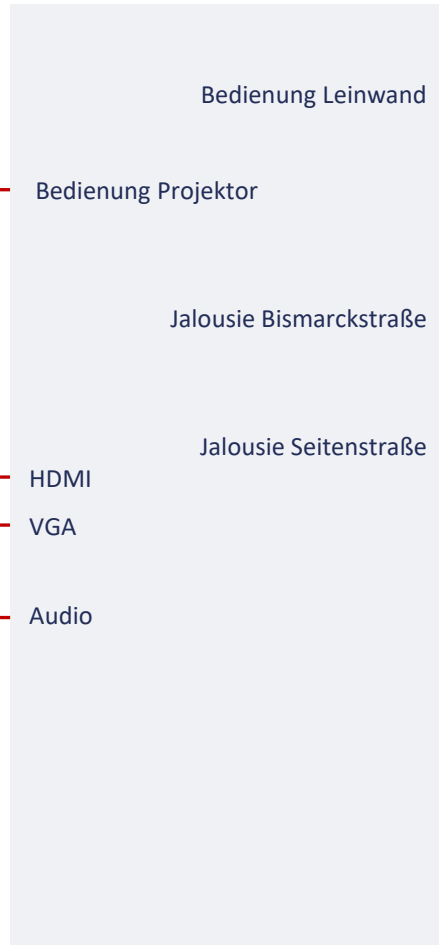 Bedienung Leinwand
Bedienung Projektor
Jalousie Bismarckstraße
Jalousie Seitenstraße
HDMI
VGA
Audio